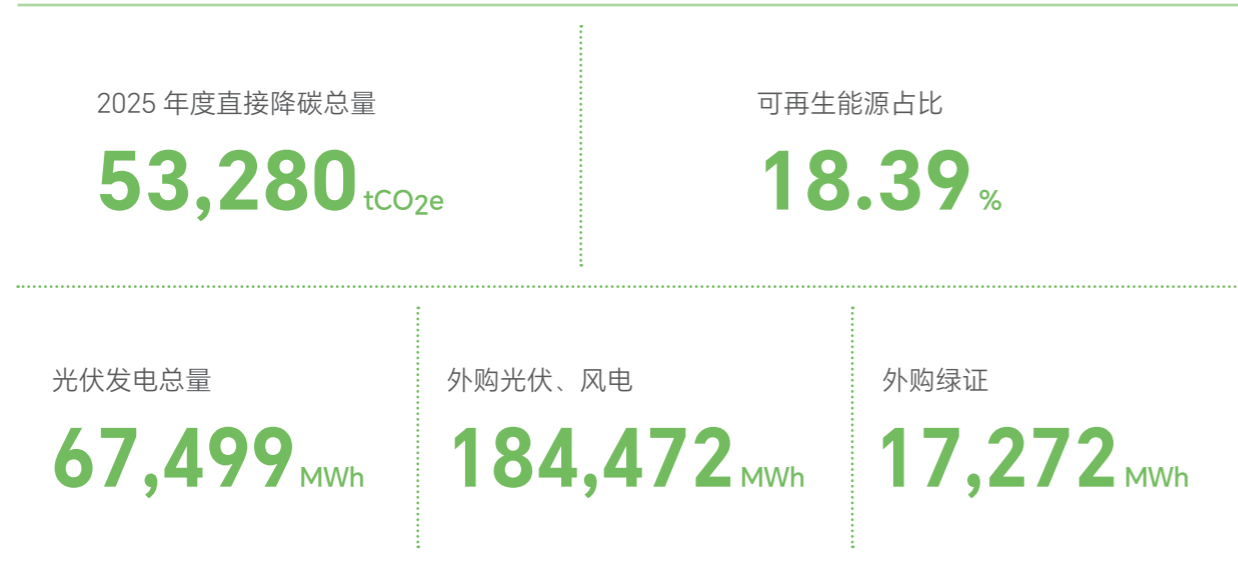 2025 年度直接降碳总量
53,280 tCO2e
可再生能源占比
18.39 %
光伏发电总量
67,499 MWh
外购光伏、风电
184,472 MWh
外购绿证
17,272 MWh